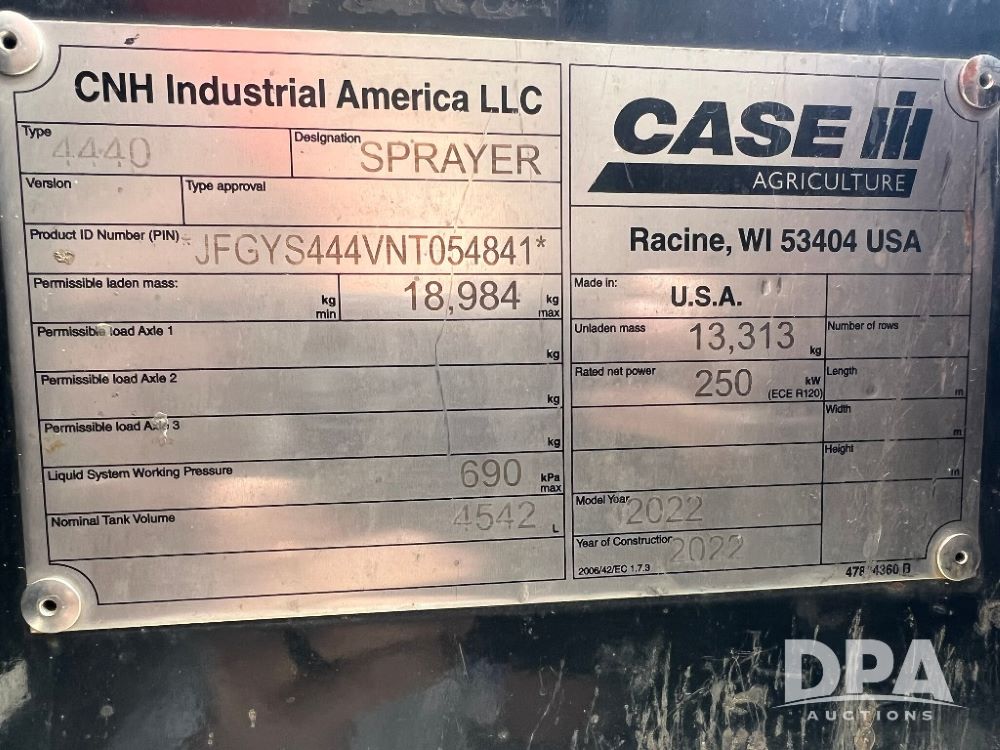 CNH Industrial America LLC
Type 4440
Designation SPRAYER
Version
Type approval
Product ID Number (PIN) JFGYS444VNT054841*
Permissible laden mass: kg min 18,984 kg max
Permissible load Axle 1 kg
Permissible load Axle 2 kg
Permissible load Axle 3 kg
Liquid System Working Pressure 690 kPa max
Nominal Tank Volume 4542 L
CASE IH
AGRICULTURE
Racine, WI 53404 USA
Made in: U.S.A.
Unladen mass 13,313 kg
Number of rows
Rated net power 250 kW (ECE R120)
Length m
Width m
Height m
Model Year 2022
Year of Construction 2022
2006/42/EC 1.7.3
DPA
AUCTIONS